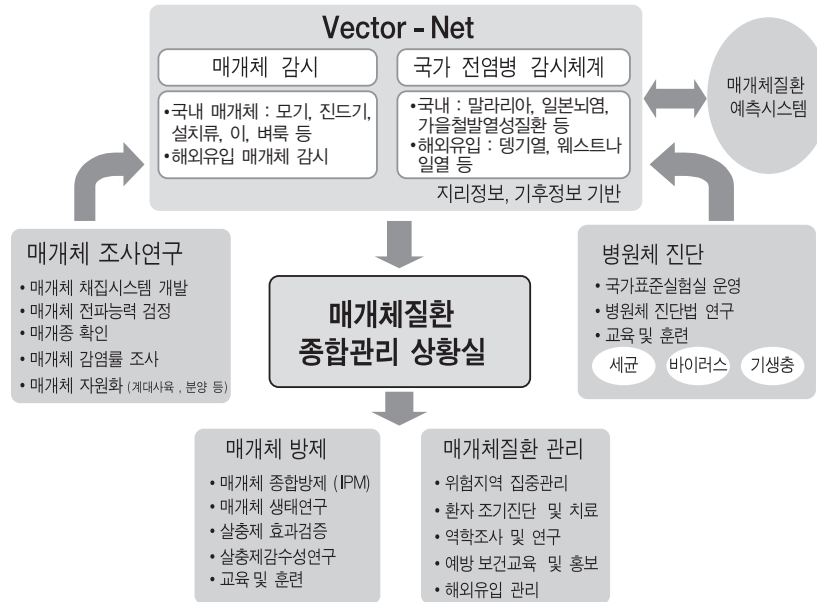 Vector - Net
매개체 감시
•국내 매개체 : 모기, 진드기,
설치류, 이, 벼룩 등
•해외유입 매개체 감시
국가 전염병 감시체계
•국내 : 말라리아, 일본뇌염,
가을철발열성질환 등
•해외유입 : 뎅기열, 웨스트나
일열 등
지리정보, 기후정보 기반
매개체질환
예측시스템
매개체 조사연구
• 매개체 채집시스템 개발
• 매개체 전파능력 검정
• 매개종 확인
• 매개체 감염률 조사
• 매개체 자원화 (계대사육 , 분양 등)
매개체질환
종합관리 상황실
병원체 진단
• 국가표준실험실 운영
• 병원체 진단법 연구
• 교육 및 훈련
세균
바이러스
기생충
매개체 방제
• 매개체 종합방제 (IPM)
• 매개체 생태연구
• 살충제 효과검증
• 살충제감수성연구
• 교육 및 훈련
매개체질환 관리
• 위험지역 집중관리
• 환자 조기진단 및 치료
• 역학조사 및 연구
• 예방 보건교육 및 홍보
• 해외유입 관리